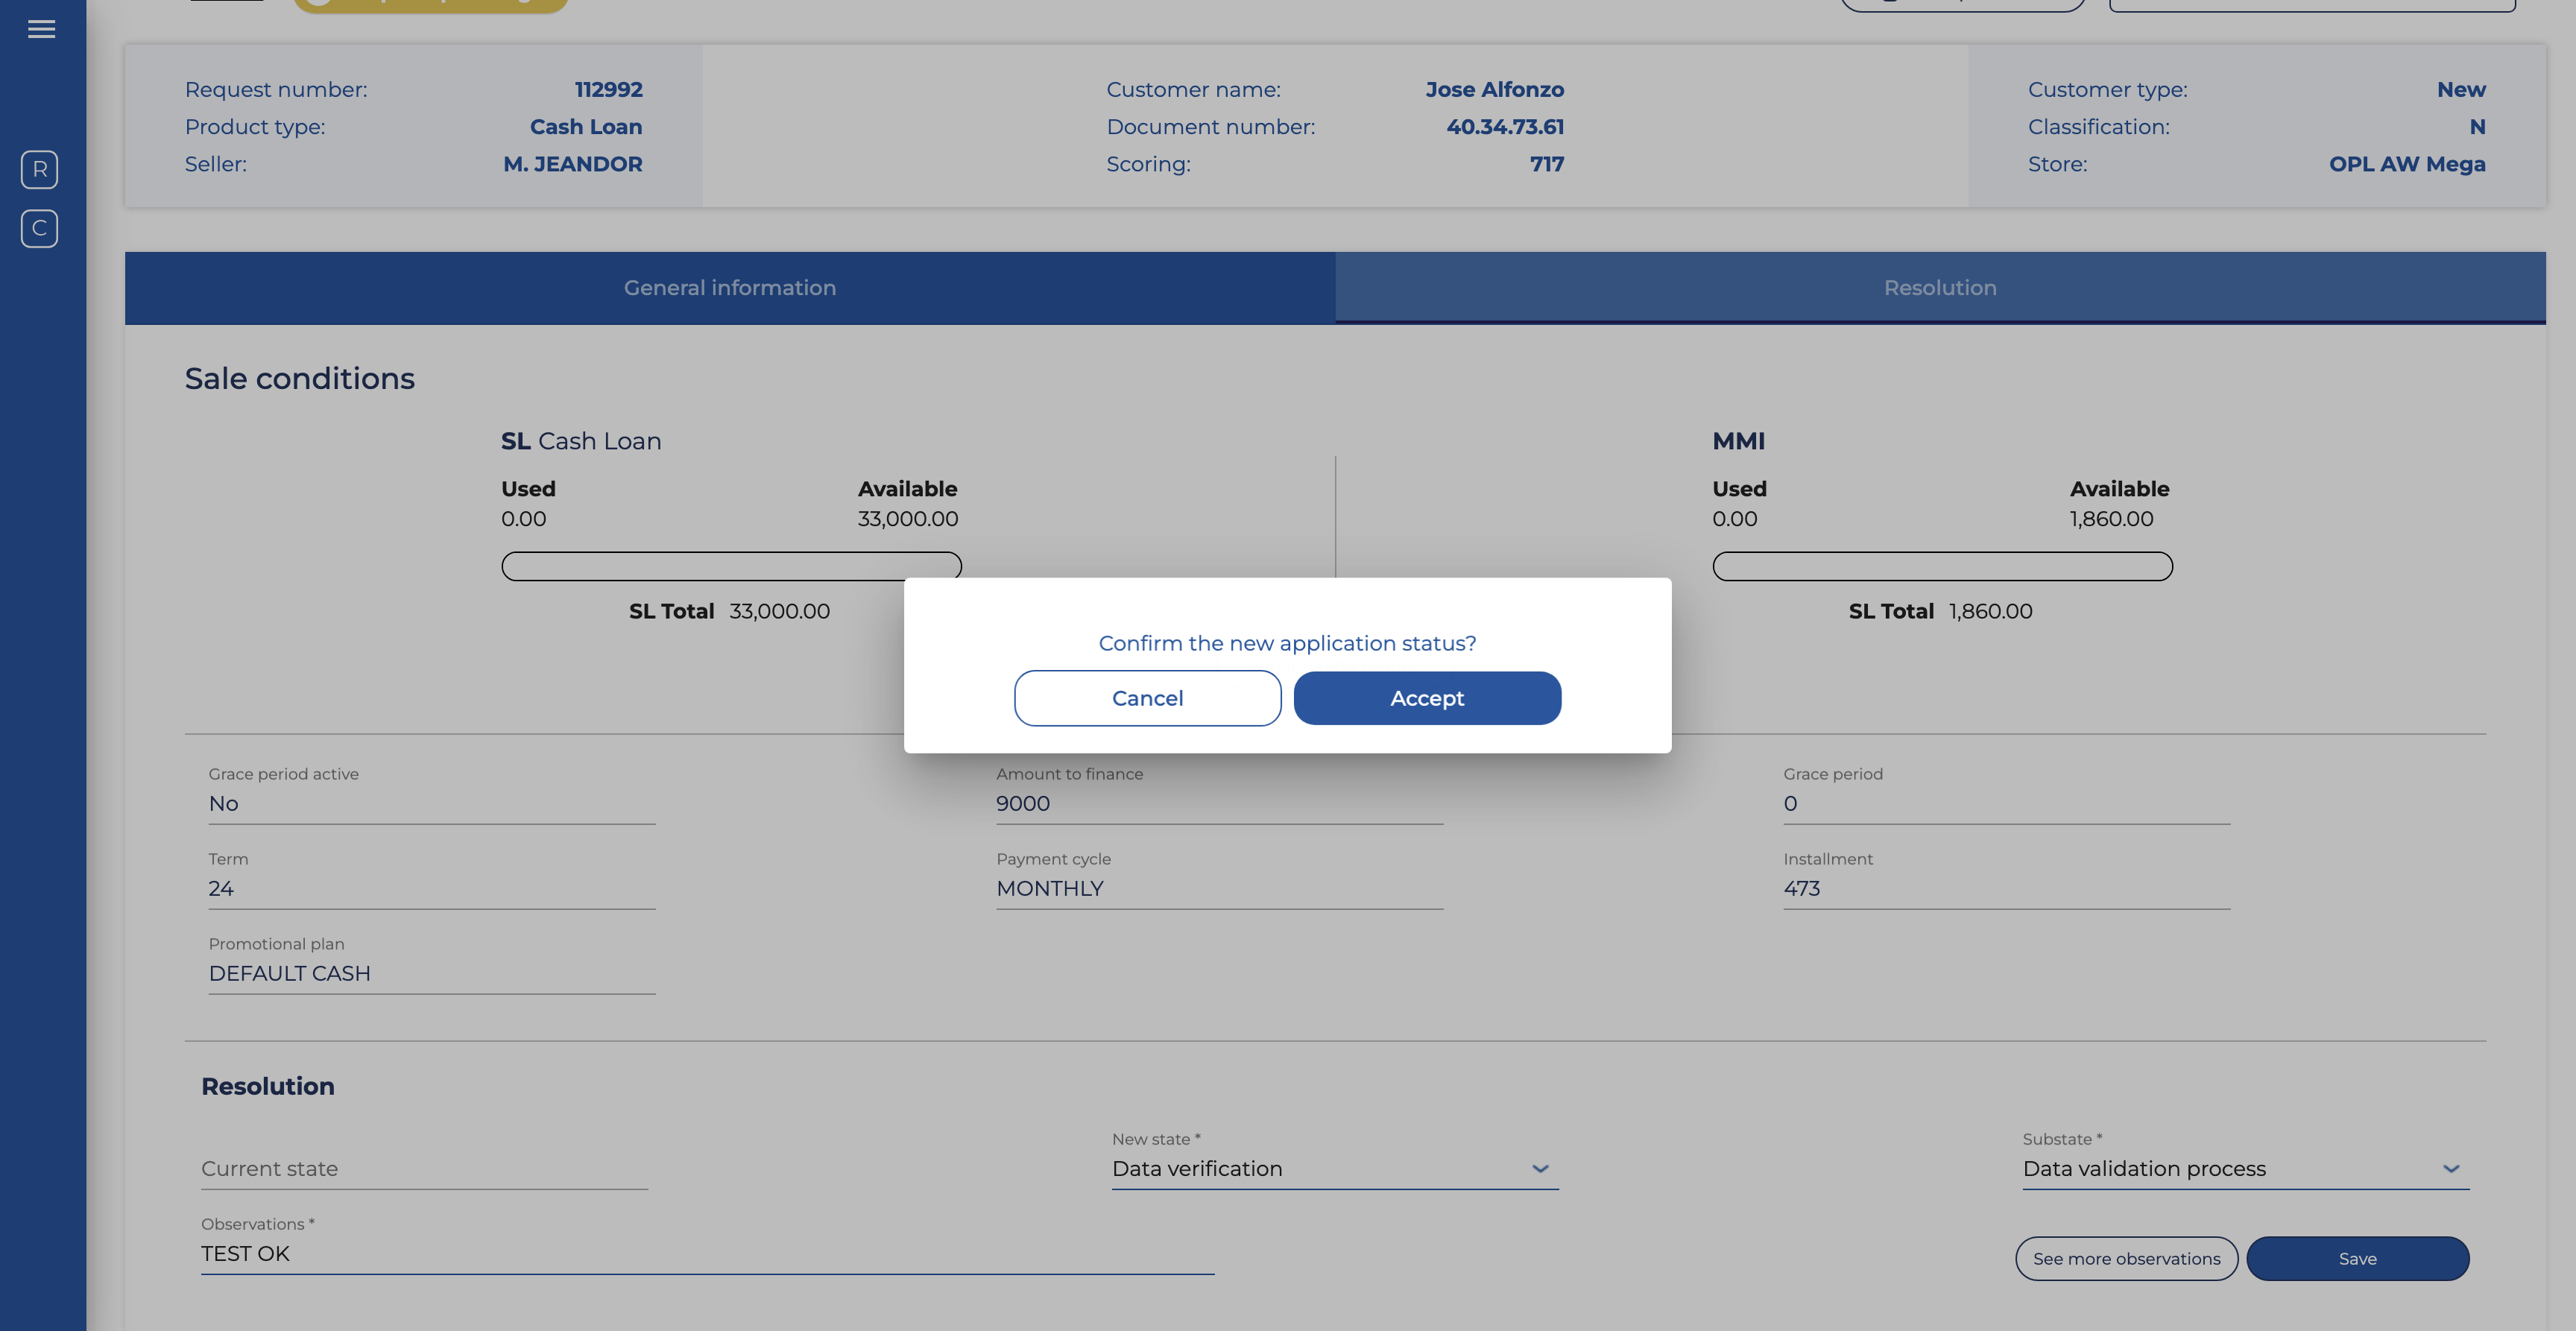 R
C
Request number: 112992
Product type: Cash Loan
Seller: M. JEANDOR
Customer name: Jose Alfonzo
Document number: 40.34.73.61
Scoring: 717
Customer type: New
Classification: N
Store: OPL AW Mega
General information Resolution
Sale conditions
SL Cash Loan
Used Available
0.00 33,000.00
SL Total 33,000.00
MMI
Used Available
0.00 1,860.00
SL Total 1,860.00
Confirm the new application status?
Cancel Accept
Grace period active
No
Amount to finance
9000
Grace period
0
Term
24
Payment cycle
MONTHLY
Installment
473
Promotional plan
DEFAULT CASH
Resolution
Current state
New state *
Data verification
Substate *
Data validation process
Observations *
TEST OK
See more observations Save